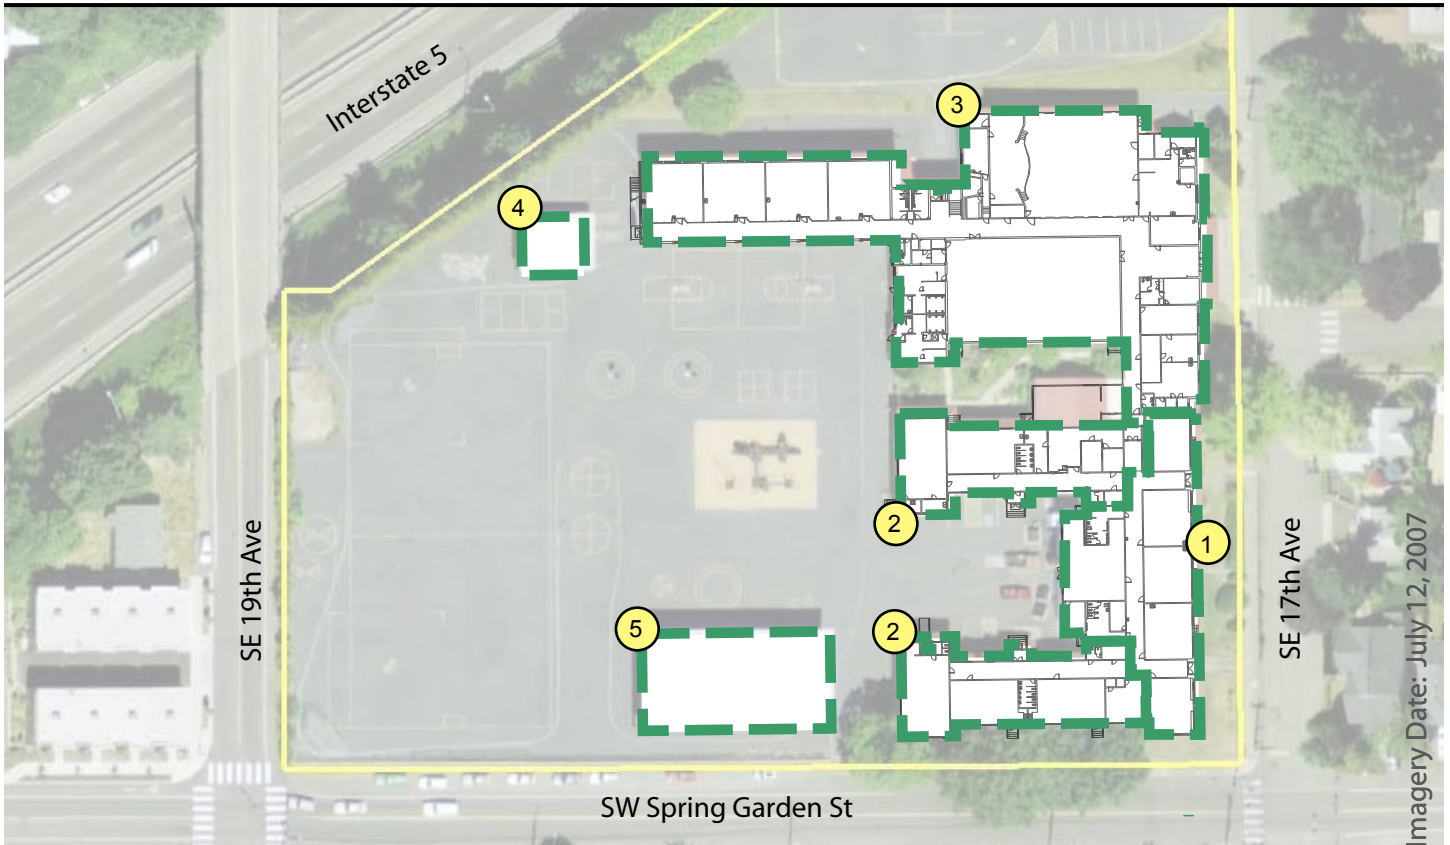 Interstate 5
3
4
2
1
SE 19th Ave
SE 17th Ave
5
2
SW Spring Garden St
Imagery Date: July 12, 2007